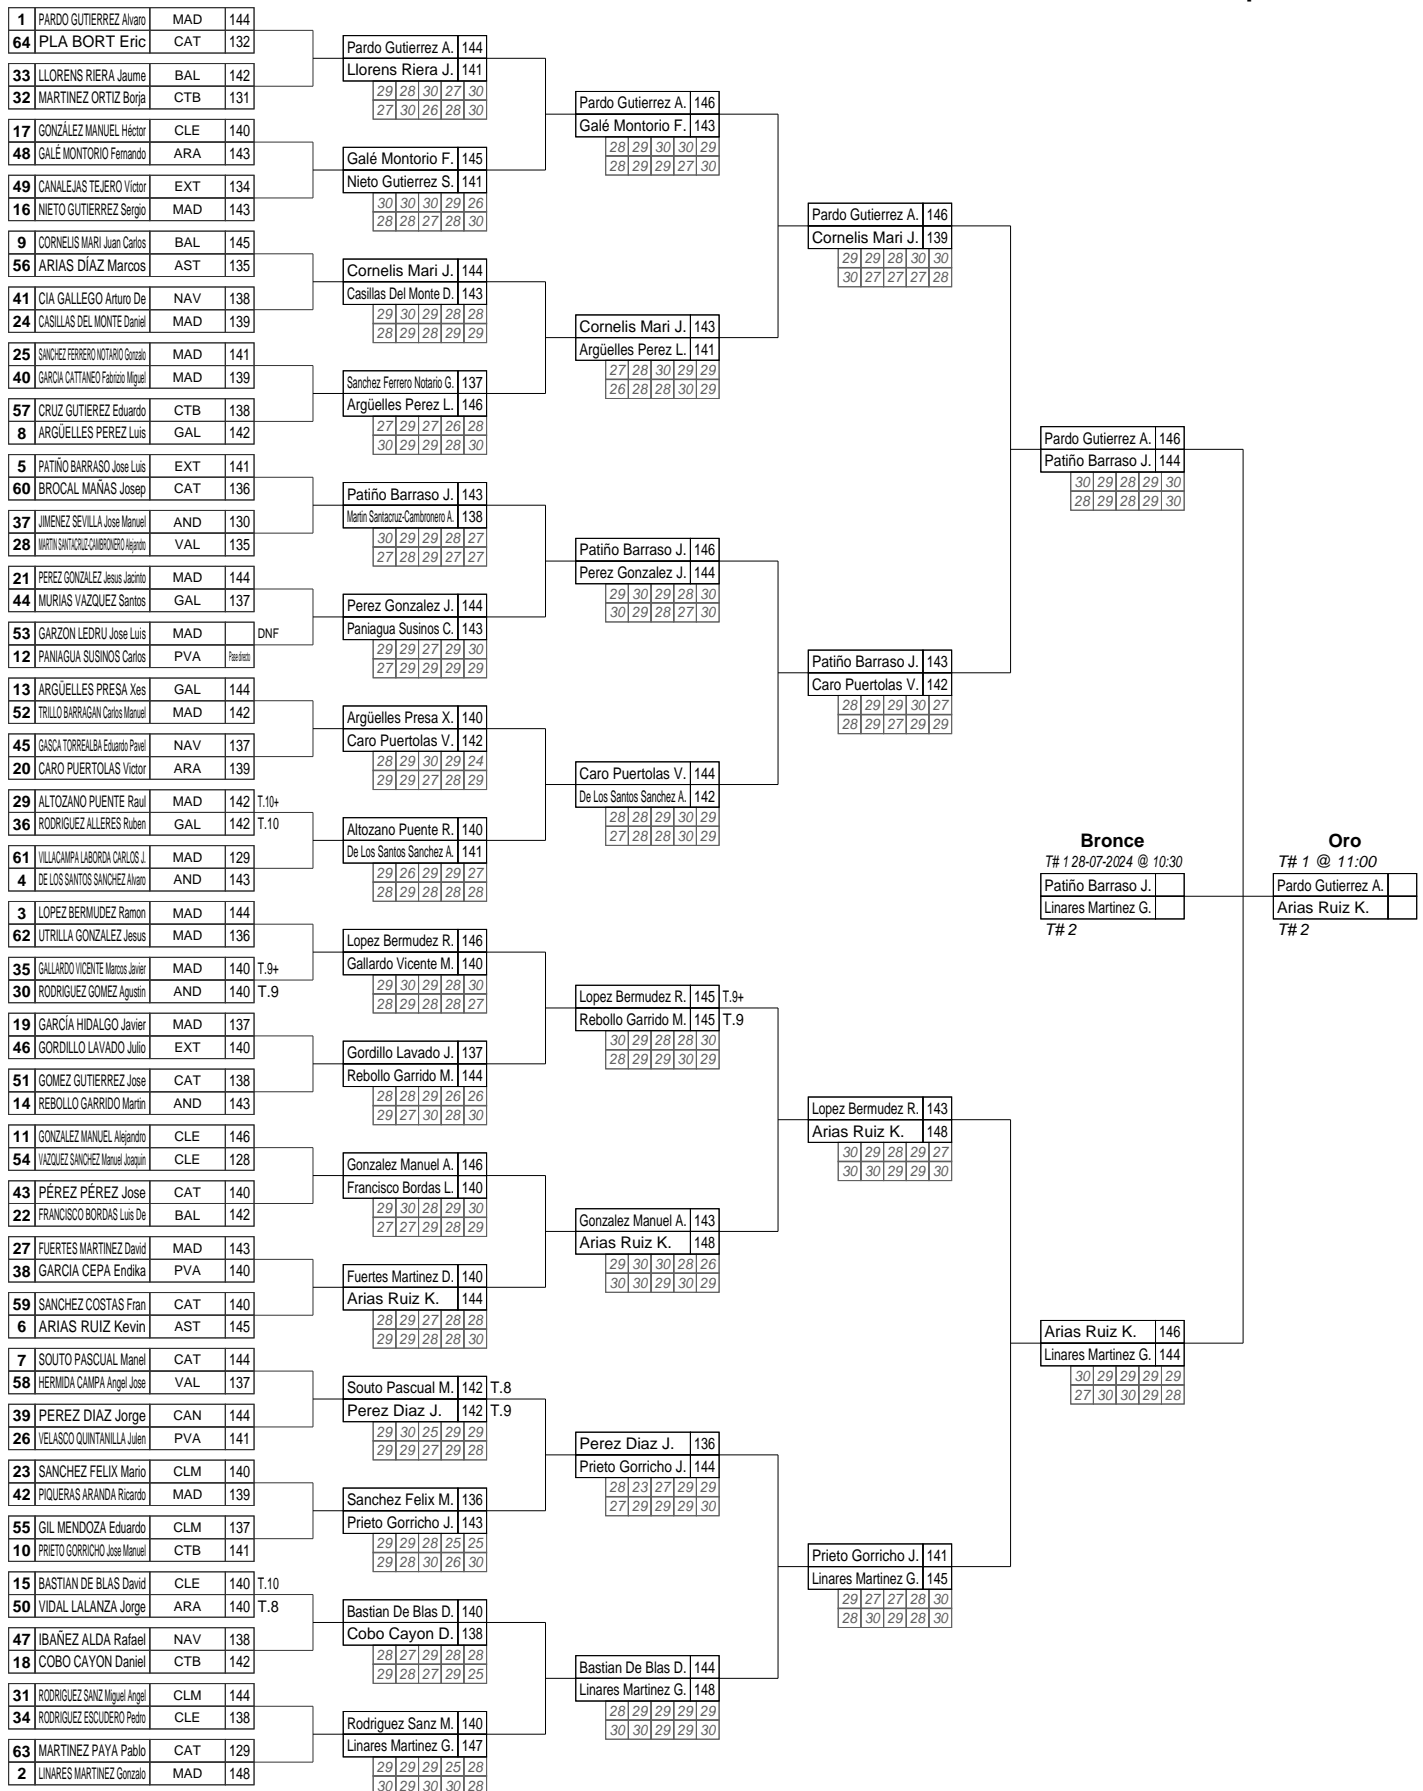 1 PARDO GUTIERREZ Alvaro MAD 144
64 PLA BORT Eric CAT 132
33 LLORENS RIERA Jaume BAL 142
32 MARTINEZ ORTIZ Borja CTB 131
17 GONZÁLEZ MANUEL Héctor CLE 140
48 GALÉ MONTORIO Fernando ARA 143
49 CANALEJAS TEJERO Víctor EXT 134
16 NIETO GUTIERREZ Sergio MAD 143
9 CORNELIS MARI Juan Carlos BAL 145
56 ARIAS DÍAZ Marcos AST 135
41 CIA GALLEGO Arturo De NAV 138
24 CASILLAS DEL MONTE Daniel MAD 139
25 SANCHEZ FERRERO NOTARIO Gonzalo MAD 141
40 GARCIA CATTANEO Fabrizio Miguel MAD 139
57 CRUZ GUTIEREZ Eduardo CTB 138
8 ARGÜELLES PEREZ Luis GAL 142
5 PATIÑO BARRASO Jose Luis EXT 141
60 BROCAL MAÑAS Josep CAT 136
37 JIMENEZ SEVILLA Jose Manuel AND 130
28 MARTIN SANTACRUZ-CAMBRONERO Alejandro VAL 135
21 PEREZ GONZALEZ Jesus Jacinto MAD 144
44 MURIAS VAZQUEZ Santos GAL 137
53 GARZON LEDRU Jose Luis MAD DNF
12 PANIAGUA SUSINOS Carlos PVA Pase directo
13 ARGÜELLES PRESA Xes GAL 144
52 TRILLO BARRAGAN Carlos Manuel MAD 142
45 GASCA TORREALBA Eduardo Pavel NAV 137
20 CARO PUERTOLAS Victor ARA 139
29 ALTOZANO PUENTE Raul MAD 142 T.10+
36 RODRIGUEZ ALLERES Ruben GAL 142 T.10
61 VILLACAMPA LABORDA CARLOS J. MAD 129
4 DE LOS SANTOS SANCHEZ Alvaro AND 143
3 LOPEZ BERMUDEZ Ramon MAD 144
62 UTRILLA GONZALEZ Jesus MAD 136
35 GALLARDO VICENTE Marcos Javier MAD 140 T.9+
30 RODRIGUEZ GOMEZ Agustin AND 140 T.9
19 GARCÍA HIDALGO Javier MAD 137
46 GORDILLO LAVADO Julio EXT 140
51 GOMEZ GUTIERREZ Jose CAT 138
14 REBOLLO GARRIDO Martin AND 143
11 GONZALEZ MANUEL Alejandro CLE 146
54 VAZQUEZ SANCHEZ Manuel Joaquin CLE 128
43 PÉREZ PÉREZ Jose CAT 140
22 FRANCISCO BORDAS Luis De BAL 142
27 FUERTES MARTINEZ David MAD 143
38 GARCIA CEPA Endika PVA 140
59 SANCHEZ COSTAS Fran CAT 140
6 ARIAS RUIZ Kevin AST 145
7 SOUTO PASCUAL Manel CAT 144
58 HERMIDA CAMPA Angel Jose VAL 137
39 PEREZ DIAZ Jorge CAN 144
26 VELASCO QUINTANILLA Julen PVA 141
23 SANCHEZ FELIX Mario CLM 140
42 PIQUERAS ARANDA Ricardo MAD 139
55 GIL MENDOZA Eduardo CLM 137
10 PRIETO GORRICHO Jose Manuel CTB 141
15 BASTIAN DE BLAS David CLE 140 T.10
50 VIDAL LALANZA Jorge ARA 140 T.8
47 IBAÑEZ ALDA Rafael NAV 138
18 COBO CAYON Daniel CTB 142
31 RODRIGUEZ SANZ Miguel Angel CLM 144
34 RODRIGUEZ ESCUDERO Pedro CLE 138
63 MARTINEZ PAYA Pablo CAT 129
2 LINARES MARTINEZ Gonzalo MAD 148
Pardo Gutierrez A. 144
Llorens Riera J. 141
29 28 30 27 30
27 30 26 28 30
Galé Montorio F. 145
Nieto Gutierrez S. 141
30 30 30 29 26
28 28 27 28 30
Cornelis Mari J. 144
Casillas Del Monte D. 143
29 30 29 28 28
28 29 28 29 29
Sanchez Ferrero Notario G. 137
Argüelles Perez L. 146
27 29 27 26 28
30 29 29 28 30
Patiño Barraso J. 143
Martin Santacruz-Cambronero A. 138
30 29 29 28 27
27 28 29 27 27
Perez Gonzalez J. 144
Paniagua Susinos C. 143
29 29 27 29 30
27 29 29 29 29
Argüelles Presa X. 140
Caro Puertolas V. 142
28 29 30 29 24
29 29 27 28 29
Altozano Puente R. 140
De Los Santos Sanchez A. 141
29 26 29 29 27
28 29 28 28 28
Lopez Bermudez R. 146
Gallardo Vicente M. 140
29 30 29 28 30
28 29 28 28 27
Gordillo Lavado J. 137
Rebollo Garrido M. 144
28 28 29 26 26
29 27 30 28 30
Gonzalez Manuel A. 146
Francisco Bordas L. 140
29 30 28 29 30
27 27 29 28 29
Fuertes Martinez D. 140
Arias Ruiz K. 144
28 29 27 28 28
29 29 28 28 30
Souto Pascual M. 142 T.8
Perez Diaz J. 142 T.9
29 30 25 29 29
29 29 27 29 28
Sanchez Felix M. 136
Prieto Gorricho J. 143
29 29 28 25 25
29 28 30 26 30
Bastian De Blas D. 140
Cobo Cayon D. 138
28 27 29 28 28
29 28 27 29 25
Rodriguez Sanz M. 140
Linares Martinez G. 147
29 29 29 25 28
30 29 30 30 28
Pardo Gutierrez A. 146
Galé Montorio F. 143
28 29 30 30 29
28 29 29 27 30
Cornelis Mari J. 143
Argüelles Perez L. 141
27 28 30 29 29
26 28 28 30 29
Patiño Barraso J. 146
Perez Gonzalez J. 144
29 30 29 28 30
30 29 28 27 30
Caro Puertolas V. 144
De Los Santos Sanchez A. 142
28 28 29 30 29
27 28 28 30 29
Lopez Bermudez R. 145 T.9+
Rebollo Garrido M. 145 T.9
30 29 28 28 30
28 29 29 30 29
Gonzalez Manuel A. 143
Arias Ruiz K. 148
29 30 30 28 26
30 30 29 30 29
Perez Diaz J. 136
Prieto Gorricho J. 144
28 23 27 29 29
27 29 29 29 30
Bastian De Blas D. 144
Linares Martinez G. 148
28 29 29 29 29
30 30 29 29 30
Pardo Gutierrez A. 146
Cornelis Mari J. 139
29 29 28 30 30
30 27 27 27 28
Patiño Barraso J. 143
Caro Puertolas V. 142
28 29 29 30 27
28 29 27 29 29
Lopez Bermudez R. 143
Arias Ruiz K. 148
30 29 28 29 27
30 30 29 29 30
Prieto Gorricho J. 141
Linares Martinez G. 145
29 27 27 28 30
28 30 29 28 30
Pardo Gutierrez A. 146
Patiño Barraso J. 144
30 29 28 29 30
28 29 28 29 30
Arias Ruiz K. 146
Linares Martinez G. 144
30 29 29 29 29
27 30 30 29 28
Bronce
T# 1 28-07-2024 @ 10:30
Patiño Barraso J.
Linares Martinez G.
T# 2
Oro
T# 1 @ 11:00
Pardo Gutierrez A.
Arias Ruiz K.
T# 2